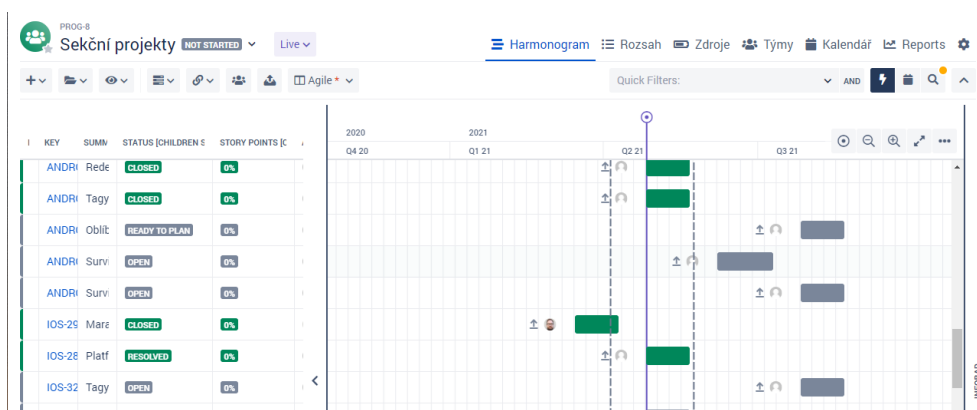 PROG-8
Sekční projekty NOT STARTED Live
Harmonogram Rozsah Zdroje Týmy Kalendář Reports
Agile * Quick Filters: AND
KEY SUMM STATUS [CHILDREN S STORY POINTS [C
2020 2021
Q4 20 Q1 21 Q2 21 Q3 21
ANDR Rede CLOSED 0%
ANDR Tagy CLOSED 0%
ANDR Oblíb READY TO PLAN 0%
ANDR Survi OPEN 0%
ANDR Survi OPEN 0%
IOS-29 Mara CLOSED 0%
IOS-28 Platf RESOLVED 0%
IOS-32 Tagy OPEN 0%